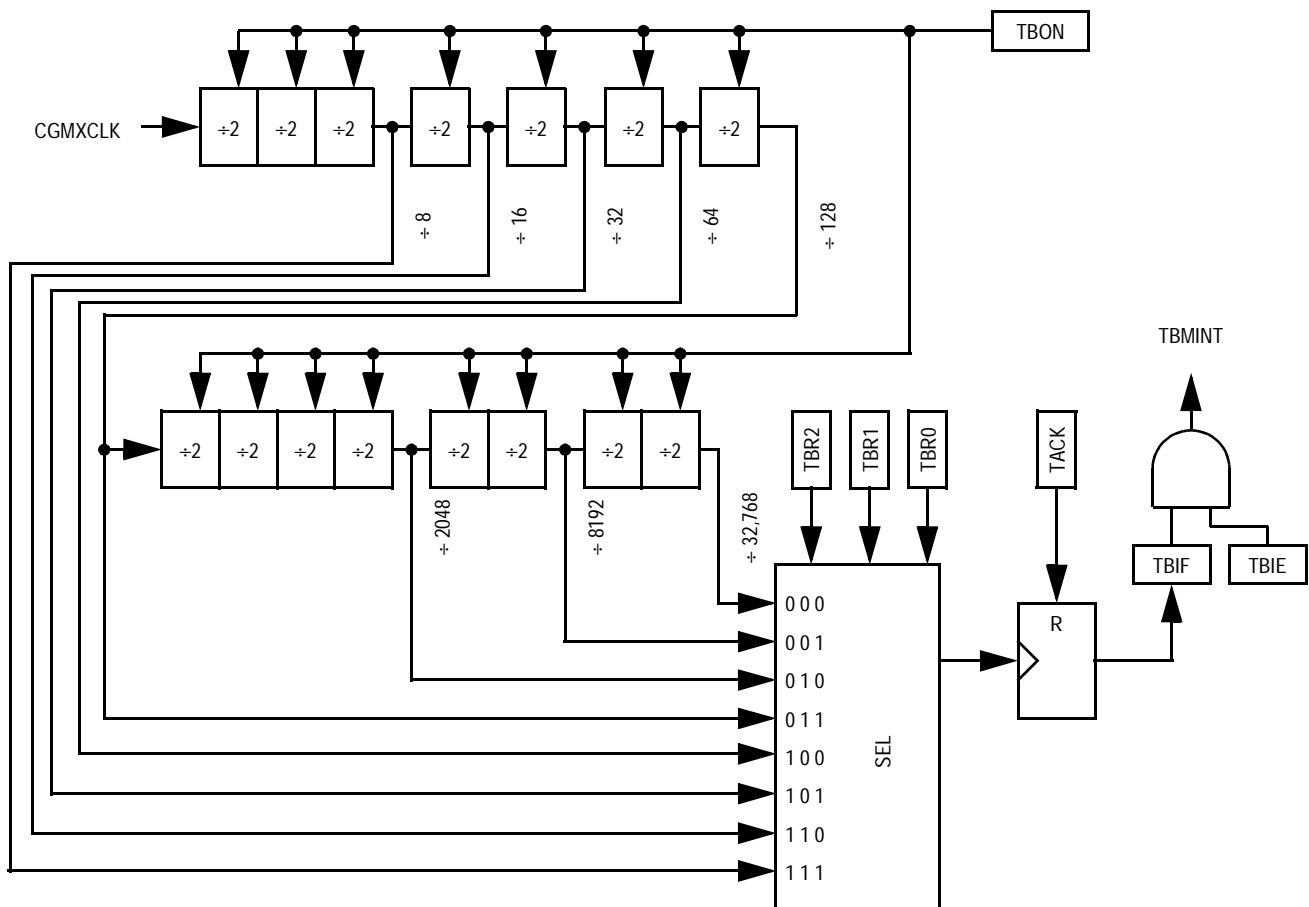 TBON
CGMXCLK
÷2 ÷2 ÷2 ÷2 ÷2 ÷2 ÷2
÷ 8
÷ 16
÷ 32
÷ 64
÷ 128
TBMINT
÷2 ÷2 ÷2 ÷2 ÷2 ÷2 ÷2 ÷2
÷ 2048
÷ 8192
÷ 32,768
TBR2
TBR1
TBR0
TACK
TBIF
TBIE
0 0 0
0 0 1
0 1 0
0 1 1
1 0 0
1 0 1
1 1 0
1 1 1
SEL
R